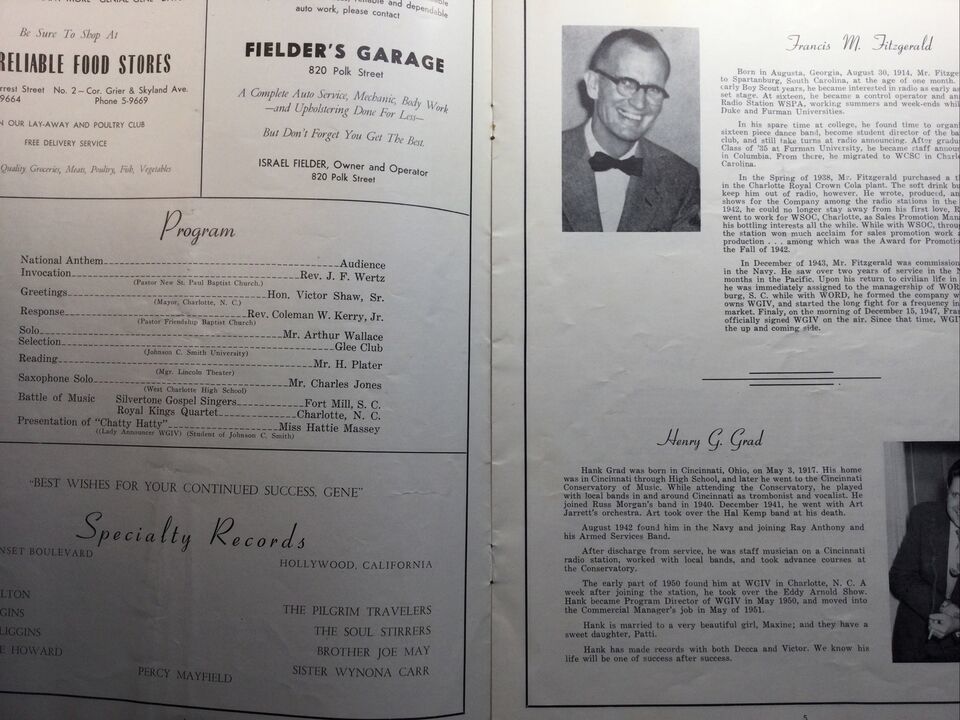 auto work, please contact
Be Sure To Shop At
RELIABLE FOOD STORES
No. 2—Cor. Grier & Skyland Ave.
9664 Phone 5-9669
OUR LAY-AWAY AND POULTRY CLUB
FREE DELIVERY SERVICE
Quality Groceries, Meats, Poultry, Fish, Vegetables
FIELDER'S GARAGE
820 Polk Street
A Complete Auto Service, Mechanic, Body Work
—and Upholstering Done For Less—
But Don't Forget You Get The Best.
ISRAEL FIELDER, Owner and Operator
820 Polk Street
Program
National Anthem Audience
Invocation Rev. J. F. Wertz
(Pastor New St. Paul Baptist Church.)
Greetings Hon. Victor Shaw, Sr.
(Mayor, Charlotte, N. C.)
Response Rev. Coleman W. Kerry, Jr.
(Pastor Friendship Baptist Church)
Solo Mr. Arthur Wallace
Selection Glee Club
(Johnson C. Smith University)
Reading Mr. H. Plater
(Mgr. Lincoln Theater)
Saxophone Solo Mr. Charles Jones
(West Charlotte High School)
Battle of Music Silvertone Gospel Singers Fort Mill, S. C.
Royal Kings Quartet Charlotte, N. C.
Presentation of "Chatty Hatty" Miss Hattie Massey
((Lady Announcer WGIV) (Student of Johnson C. Smith)
"BEST WISHES FOR YOUR CONTINUED SUCCESS, GENE"
Specialty Records
NSET BOULEVARD
HOLLYWOOD, CALIFORNIA
LTON
THE PILGRIM TRAVELERS
GINS
THE SOUL STIRRERS
LIGGINS
BROTHER JOE MAY
E HOWARD
PERCY MAYFIELD
SISTER WYNONA CARR
Francis M. Fitzgerald
Born in Augusta, Georgia, August 30, 1914, Mr. Fitzge
to Spartanburg, South Carolina, at the age of one month.
early Boy Scout years, he became interested in radio as early as
set stage. At sixteen, he became a control operator and an
Radio Station WSPA, working summers and week-ends whil
Duke and Furman Universities.
In his spare time at college, he found time to organi
sixteen piece dance band, become student director of the ba
club, and still take turns at radio announcing. After gradua
Class of '35 at Furman University, he became staff announ
in Columbia. From there, he migrated to WCSC in Charl
Carolina.
In the Spring of 1938, Mr. Fitzgerald purchased a
in the Charlotte Royal Crown Cola plant. The soft drink bu
keep him out of radio, however. He wrote, produced, an
shows for the Company among the radio stations in the
1942, he could no longer stay away from his first love, R
went to work for WSOC, Charlotte, as Sales Promotion Man
his bottling interests all the while. While with WSOC, throu
the station won much acclaim for sales promotion work
production . . . among which was the Award for Promotio
the Fall of 1942.
In December of 1943, Mr. Fitzgerald was commission
in the Navy. He saw over two years of service in the N
months in the Pacific. Upon his return to civilian life in
he was immediately assigned to the managership of WOR
burg, S. C. while with WORD, he formed the company w
owns WGIV, and started the long fight for a frequency in
market. Finaly, on the morning of December 15, 1947, Fra
officially signed WGIV on the air. Since that time, WGI
the up and coming side.
Henry G. Grad
Hank Grad was born in Cincinnati, Ohio, on May 3, 1917. His home
was in Cincinnati through High School, and later he went to the Cincinnati
Conservatory of Music. While attending the Conservatory, he played
with local bands in and around Cincinnati as trombonist and vocalist. He
joined Russ Morgan's band in 1940. December 1941, he went with Art
Jarrett's orchestra. Art took over the Hal Kemp band at his death.
August 1942 found him in the Navy and joining Ray Anthony and
his Armed Services Band.
After discharge from service, he was staff musician on a Cincinnati
radio station, worked with local bands, and took advance courses at
the Conservatory.
The early part of 1950 found him at WGIV in Charlotte, N. C. A
week after joining the station, he took over the Eddy Arnold Show.
Hank became Program Director of WGIV in May 1950, and moved into
the Commercial Manager's job in May of 1951.
Hank is married to a very beautiful girl, Maxine; and they have a
sweet daughter, Patti.
Hank has made records with both Decca and Victor. We know his
life will be one of success after success.
5